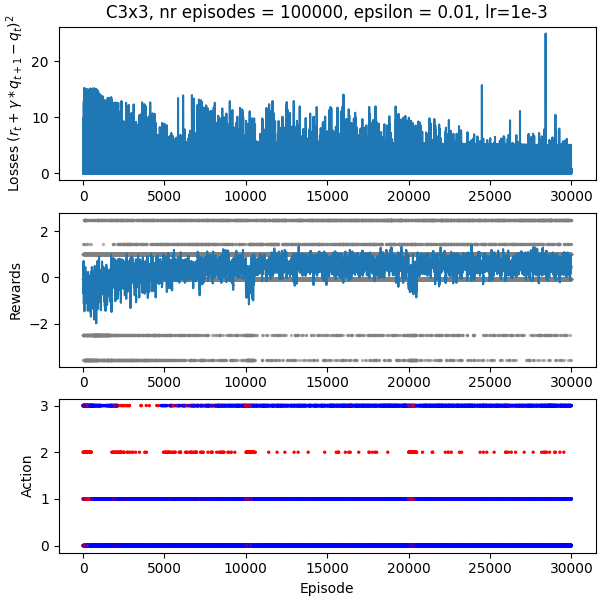 C3x3, nr episodes = 100000, epsilon = 0.01, lr=1e-3
Losses $(r_t + \gamma * q_{t+1} - q_t)^2$
20
10
0
0 5000 10000 15000 20000 25000 30000
Rewards
2
0
−2
0 5000 10000 15000 20000 25000 30000
Action
3
2
1
0
0 5000 10000 15000 20000 25000 30000
Episode